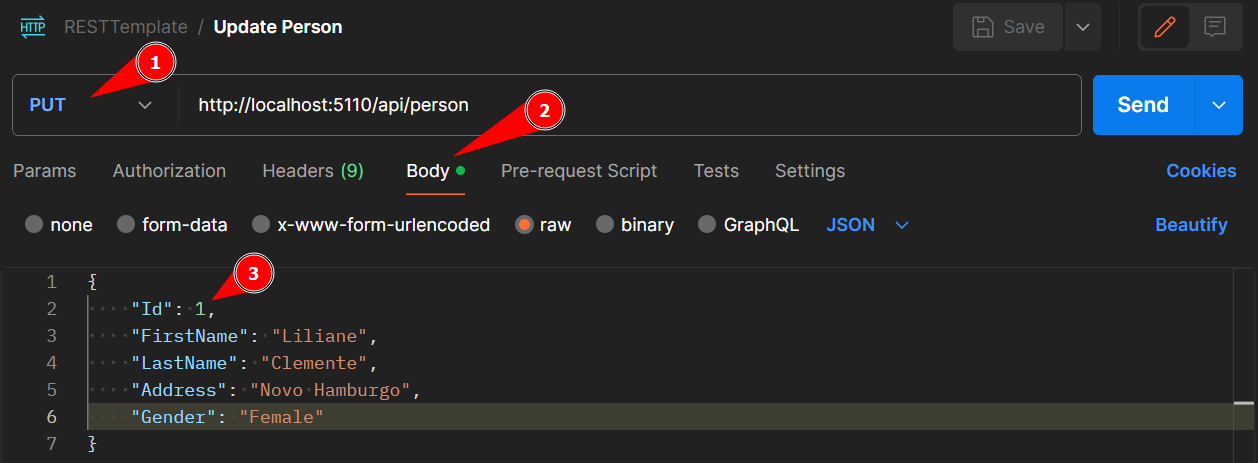 HTTP RESTTemplate / Update Person Save
1
PUT http://localhost:5110/api/person Send
2
Params Authorization Headers (9) Body Pre-request Script Tests Settings Cookies
none form-data x-www-form-urlencoded raw binary GraphQL JSON Beautify
3
1 {
2 "Id": 1,
3 "FirstName": "Liliane",
4 "LastName": "Clemente",
5 "Address": "Novo Hamburgo",
6 "Gender": "Female"
7 }